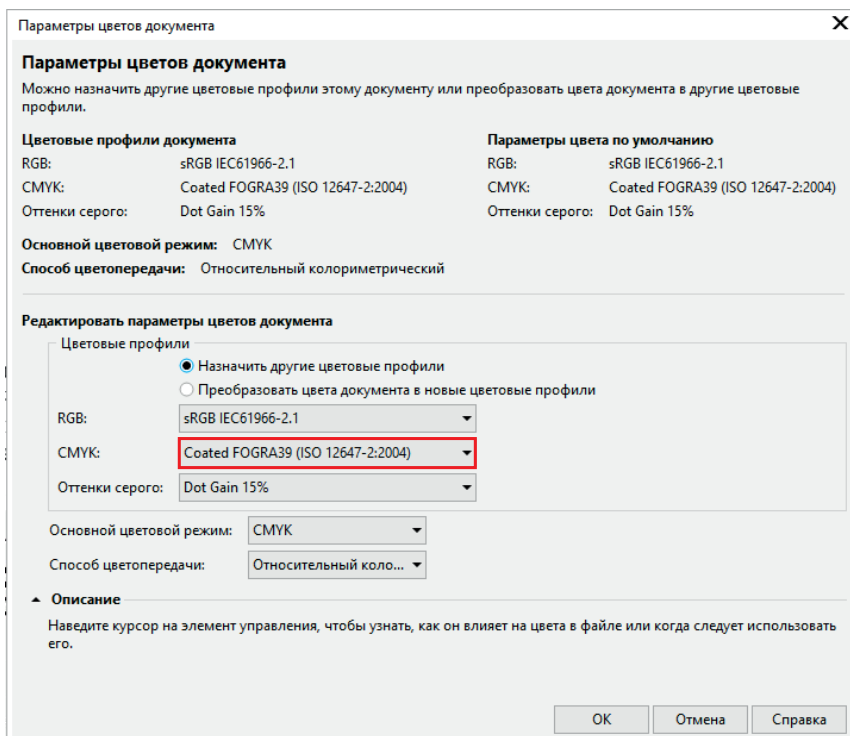 Параметры цветов документа
Параметры цветов документа
Можно назначить другие цветовые профили этому документу или преобразовать цвета документа в другие цветовые
профили.
Цветовые профили документа
RGB: sRGB IEC61966-2.1
CMYK: Coated FOGRA39 (ISO 12647-2:2004)
Оттенки серого: Dot Gain 15%
Параметры цвета по умолчанию
RGB: sRGB IEC61966-2.1
CMYK: Coated FOGRA39 (ISO 12647-2:2004)
Оттенки серого: Dot Gain 15%
Основной цветовой режим: CMYK
Способ цветопередачи: Относительный колориметрический
Редактировать параметры цветов документа
Цветовые профили
Назначить другие цветовые профили
Преобразовать цвета документа в новые цветовые профили
RGB: sRGB IEC61966-2.1
CMYK: Coated FOGRA39 (ISO 12647-2:2004)
Оттенки серого: Dot Gain 15%
Основной цветовой режим: CMYK
Способ цветопередачи: Относительный коло...
Описание
Наведите курсор на элемент управления, чтобы узнать, как он влияет на цвета в файле или когда следует использовать
его.
OK Отмена Справка